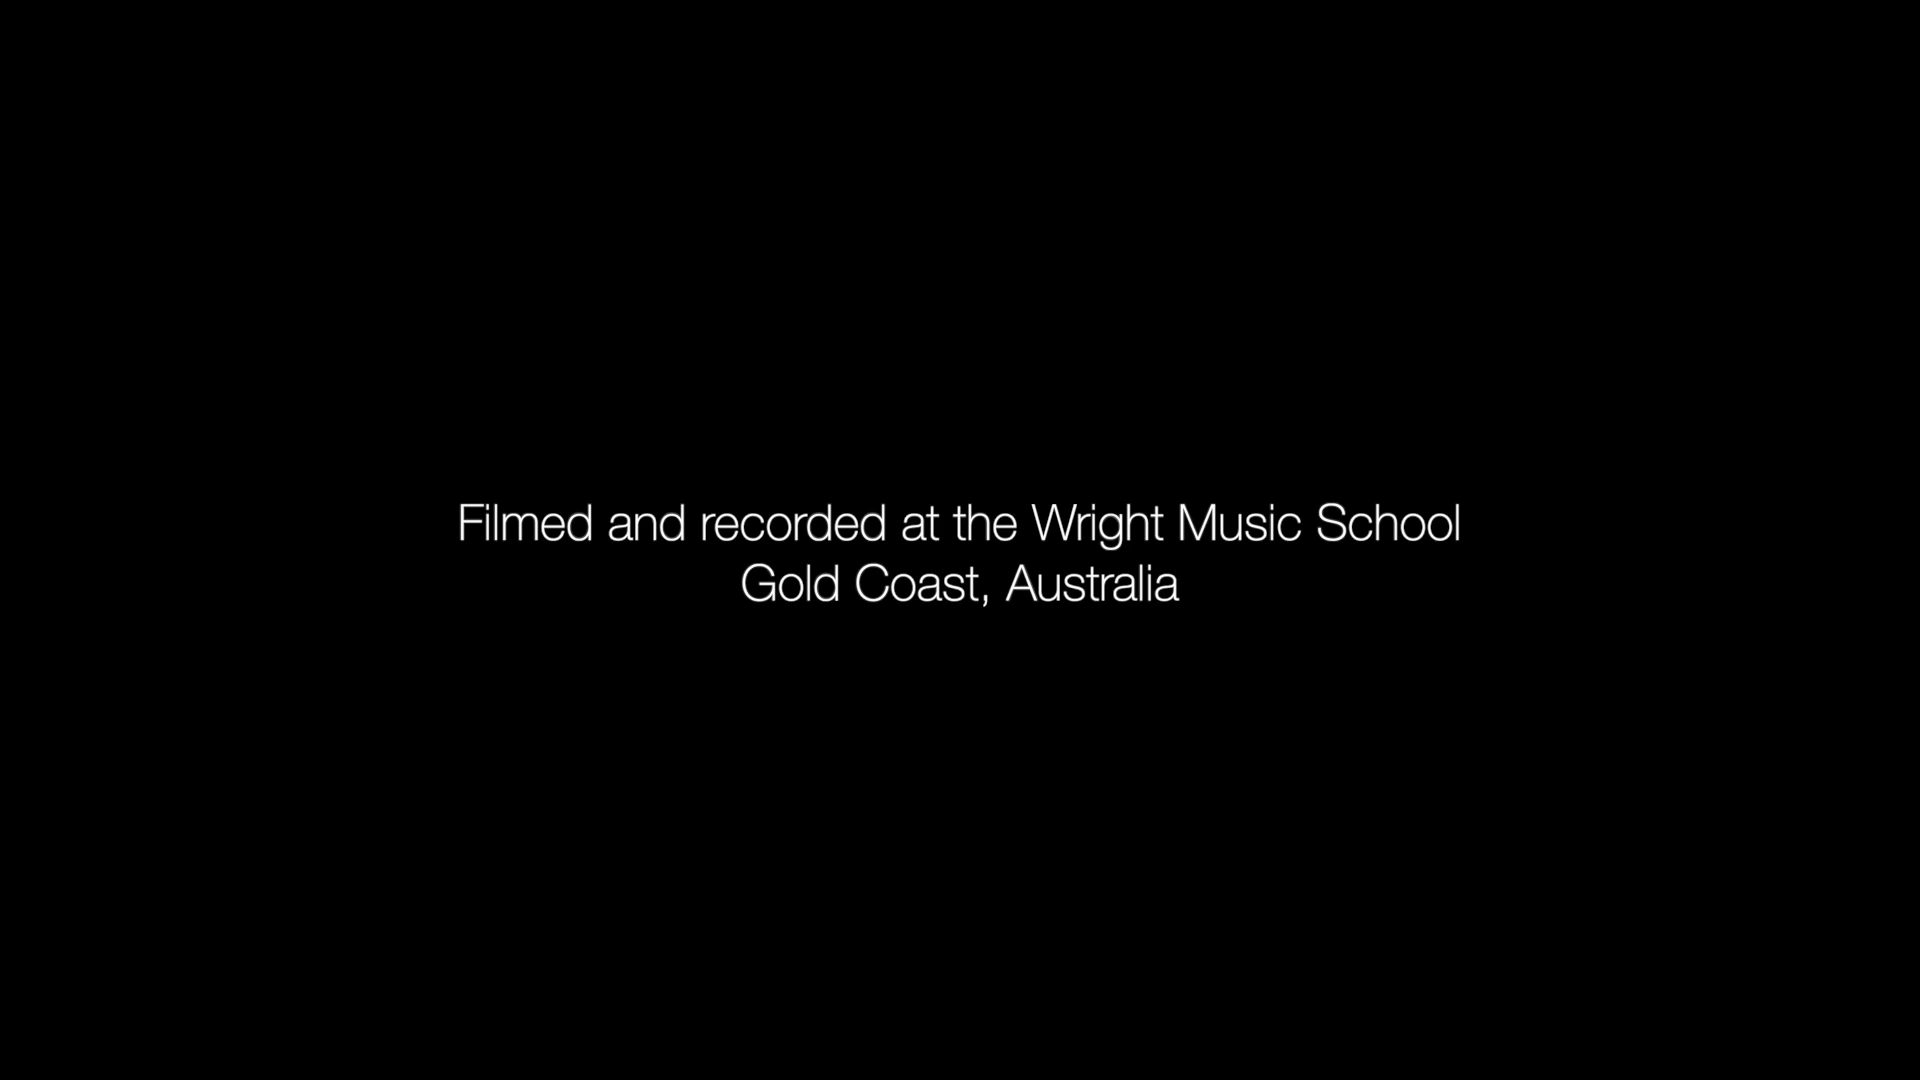 Filmed and recorded at the Wright Music School
Gold Coast, Australia